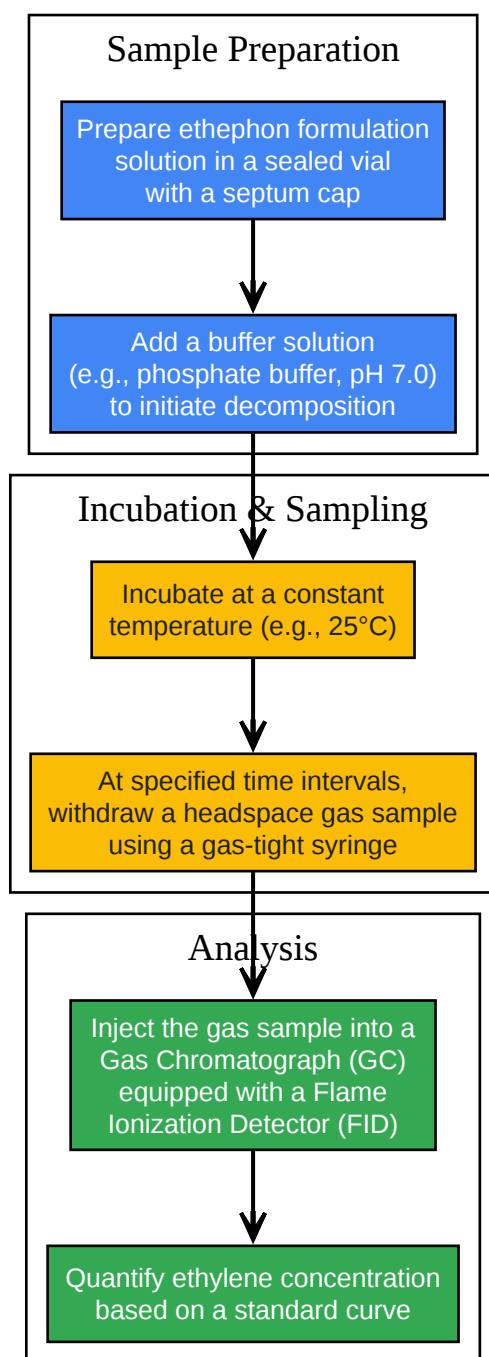 Sample Preparation
Prepare ethephon formulation
solution in a sealed vial
with a septum cap
Add a buffer solution
(e.g., phosphate buffer, pH 7.0)
to initiate decomposition
Incubation & Sampling
Incubate at a constant
temperature (e.g., 25°C)
At specified time intervals,
withdraw a headspace gas sample
using a gas-tight syringe
Analysis
Inject the gas sample into a
Gas Chromatograph (GC)
equipped with a Flame
Ionization Detector (FID)
Quantify ethylene concentration
based on a standard curve